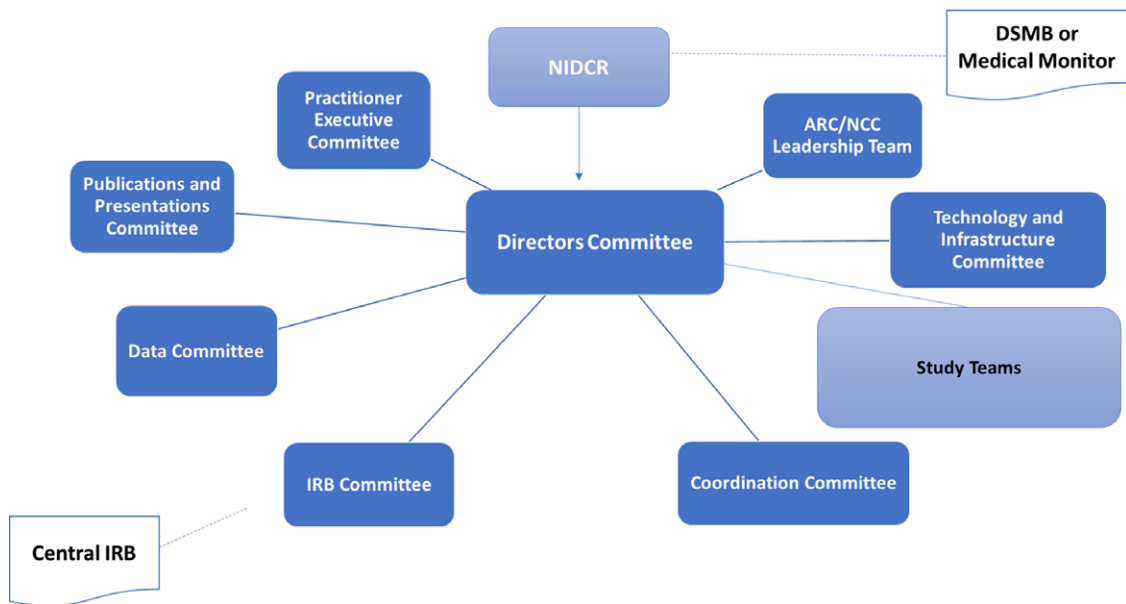 DSMB or
Medical Monitor
NIDCR
Practitioner
Executive
Committee
ARC/NCC
Leadership Team
Publications and
Presentations
Committee
Directors Committee
Technology and
Infrastructure
Committee
Data Committee
Study Teams
IRB Committee
Coordination Committee
Central IRB